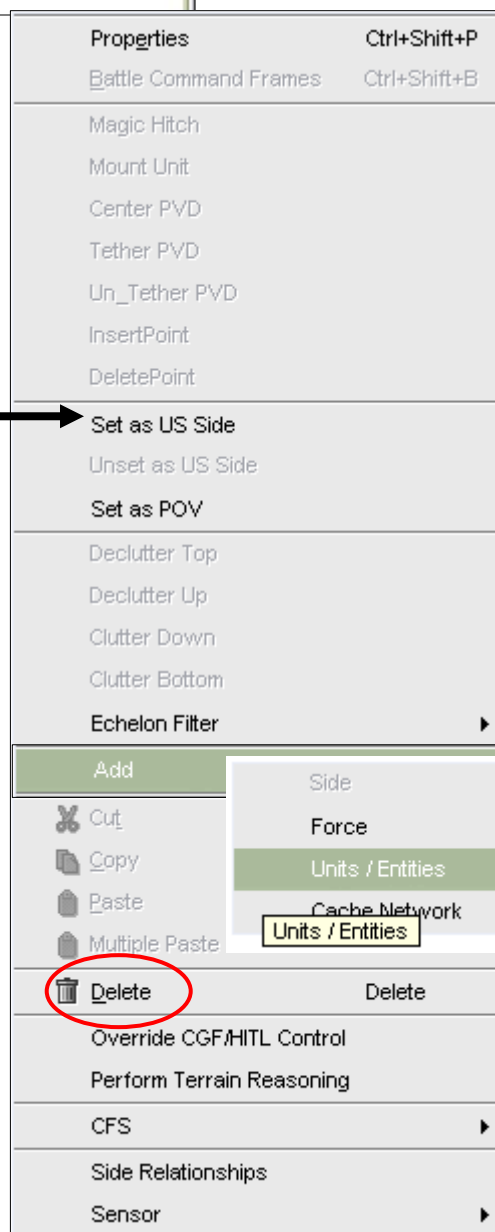 Properties Ctrl+Shift+P
Battle Command Frames Ctrl+Shift+B
Magic Hitch
Mount Unit
Center PVD
Tether PVD
Un_Tether PVD
InsertPoint
DeletePoint
Set as US Side
Unset as US Side
Set as POV
Declutter Top
Declutter Up
Clutter Down
Clutter Bottom
Echelon Filter
Add
Side
Cut
Force
Copy
Units / Entities
Paste
Cache Network
Units / Entities
Multiple Paste
Delete Delete
Override CGF/HITL Control
Perform Terrain Reasoning
CFS
Side Relationships
Sensor